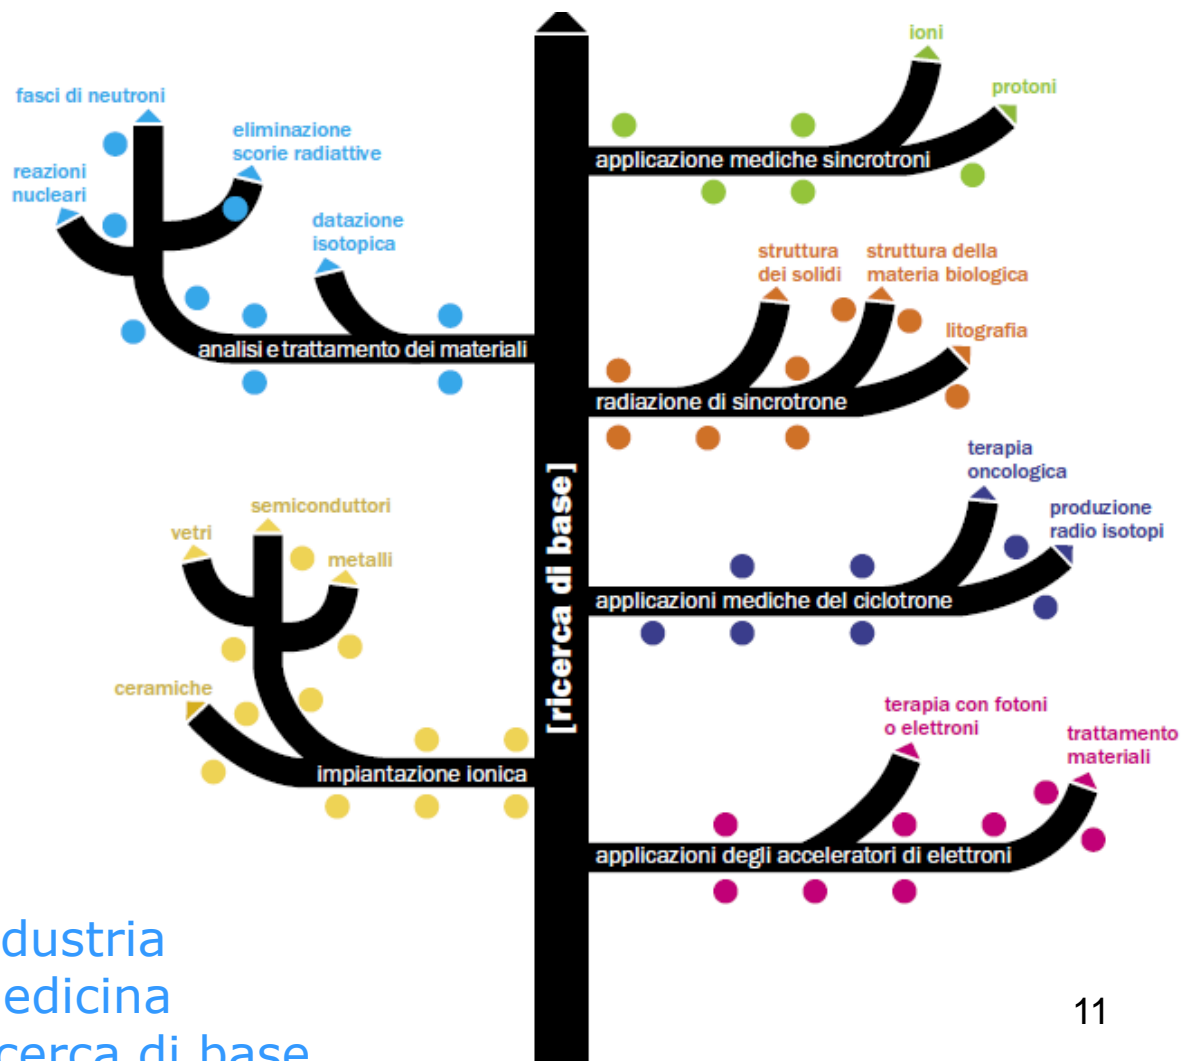 ioni
protoni
applicazione mediche sincrotroni
fasci di neutroni
eliminazione
scorie radiattive
reazioni
nucleari
datazione
isotopica
analisi e trattamento dei materiali
struttura
dei solidi
struttura della
materia biologica
litografia
radiazione di sincrotrone
[ricerca di base]
terapia
oncologica
produzione
radio isotopi
applicazioni mediche del ciclotrone
semiconduttori
vetri
metalli
ceramiche
impiantazione ionica
terapia con fotoni
o elettroni
trattamento
materiali
applicazioni degli acceleratori di elettroni
dustria
edicina
cerca di base
11